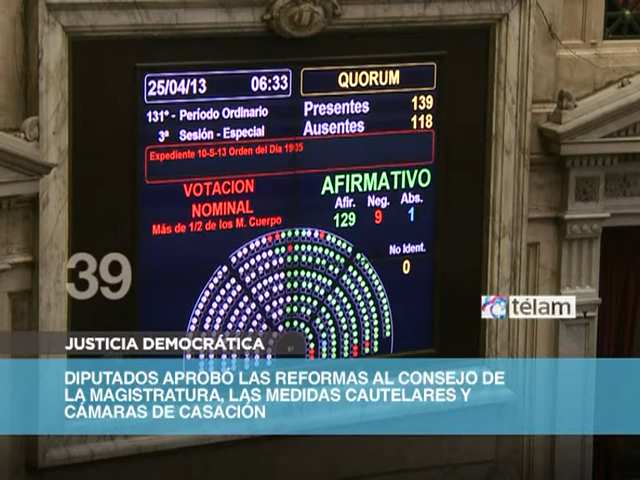 25/04/13 06:33
QUORUM
131° - Período Ordinario
3ª Sesión - Especial
Presentes 139
Ausentes 118
Expediente 10-S-13 Orden del Día
VOTACION
NOMINAL
Más de 1/2 de los M. Cuerpo
AFIRMATIVO
Afir. Neg. Abs.
129 9 1
No Ident.
0
39
télam
JUSTICIA DEMOCRÁTICA
DIPUTADOS APROBÓ LAS REFORMAS AL CONSEJO DE
LA MAGISTRATURA, LAS MEDIDAS CAUTELARES Y
CÁMARAS DE CASACIÓN